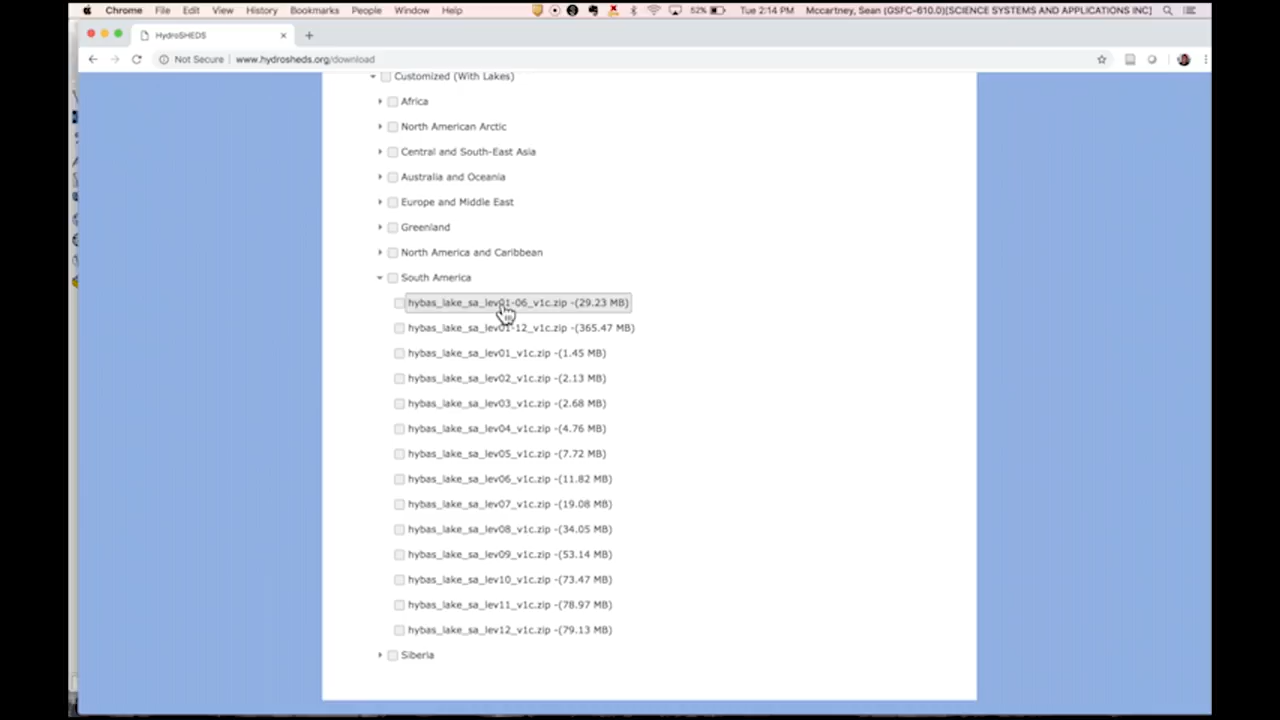 Chrome File Edit View History Bookmarks People Window Help 52% Tue 2:14 PM Mccartney, Sean (GSFC-610.0)[SCIENCE SYSTEMS AND APPLICATIONS INC]
HydroSHEDS
Not Secure www.hydrosheds.org/download
Customized (With Lakes)
Africa
North American Arctic
Central and South-East Asia
Australia and Oceania
Europe and Middle East
Greenland
North America and Caribbean
South America
hybas_lake_sa_lev01-06_v1c.zip -(29.23 MB)
hybas_lake_sa_lev01-12_v1c.zip -(365.47 MB)
hybas_lake_sa_lev01_v1c.zip -(1.45 MB)
hybas_lake_sa_lev02_v1c.zip -(2.13 MB)
hybas_lake_sa_lev03_v1c.zip -(2.68 MB)
hybas_lake_sa_lev04_v1c.zip -(4.76 MB)
hybas_lake_sa_lev05_v1c.zip -(7.72 MB)
hybas_lake_sa_lev06_v1c.zip -(11.82 MB)
hybas_lake_sa_lev07_v1c.zip -(19.08 MB)
hybas_lake_sa_lev08_v1c.zip -(34.05 MB)
hybas_lake_sa_lev09_v1c.zip -(53.14 MB)
hybas_lake_sa_lev10_v1c.zip -(73.47 MB)
hybas_lake_sa_lev11_v1c.zip -(78.97 MB)
hybas_lake_sa_lev12_v1c.zip -(79.13 MB)
Siberia